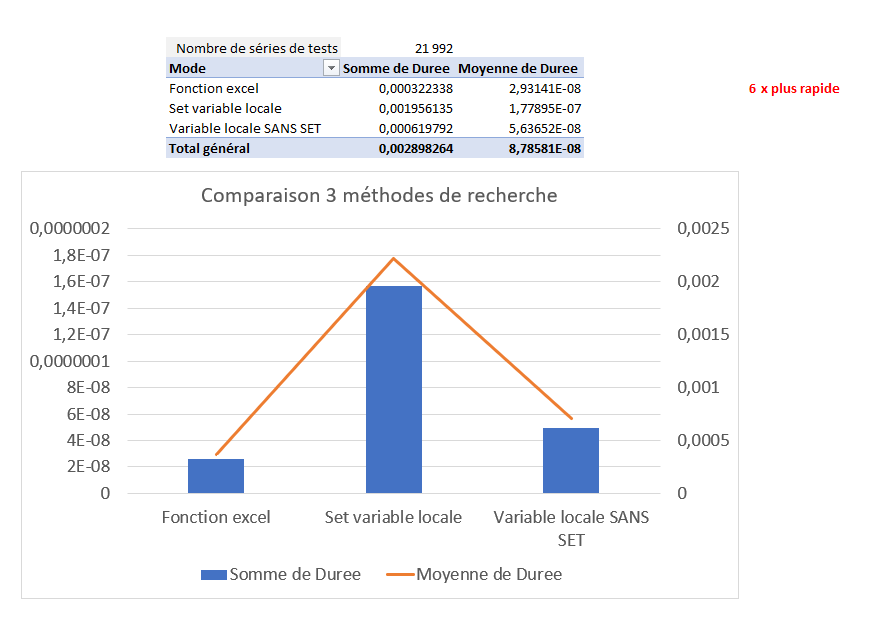 Nombre de séries de tests 21 992
Mode Somme de Duree Moyenne de Duree
Fonction excel 0,000322338 2,93141E-08 6 x plus rapide
Set variable locale 0,001956135 1,77895E-07
Variable locale SANS SET 0,000619792 5,63652E-08
Total général 0,002898264 8,78581E-08
Comparaison 3 méthodes de recherche
0,0000002 0,0025
1,8E-07
1,6E-07 0,002
1,4E-07
1,2E-07 0,0015
0,0000001
8E-08 0,001
6E-08
4E-08 0,0005
2E-08
0 0
Fonction excel Set variable locale Variable locale SANS
SET
Somme de Duree Moyenne de Duree